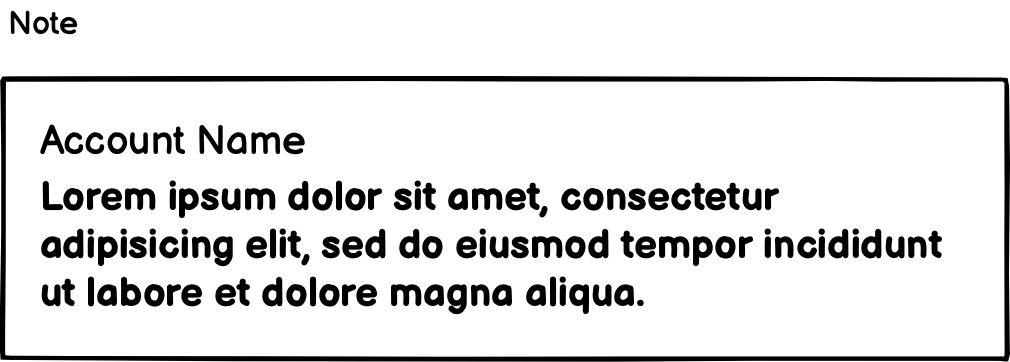 Note
Account Name
Lorem ipsum dolor sit amet, consectetur
adipisicing elit, sed do eiusmod tempor incididunt
ut labore et dolore magna aliqua.